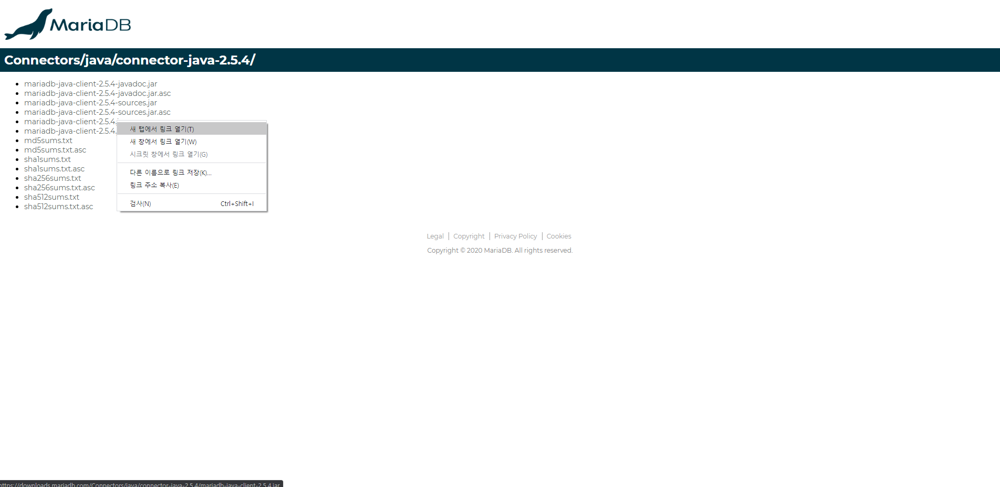 MariaDB
Connectors/java/connector-java-2.5.4/
mariadb-java-client-2.5.4-javadoc.jar
mariadb-java-client-2.5.4-javadoc.jar.asc
mariadb-java-client-2.5.4-sources.jar
mariadb-java-client-2.5.4-sources.jar.asc
mariadb-java-client-2.5.4.
mariadb-java-client-2.5.4.
md5sums.txt
md5sums.txt.asc
sha1sums.txt
sha1sums.txt.asc
sha256sums.txt
sha256sums.txt.asc
sha512sums.txt
sha512sums.txt.asc
새 탭에서 링크 열기(T)
새 창에서 링크 열기(W)
시크릿 창에서 링크 열기(G)
다른 이름으로 링크 저장(K)...
링크 주소 복사(E)
검사(N) Ctrl+Shift+I
Legal | Copyright | Privacy Policy | Cookies
Copyright © 2020 MariaDB. All rights reserved.
https://downloads.mariadb.com/Connectors/java/connector-java-2.5.4/mariadb-java-client-2.5.4.jar